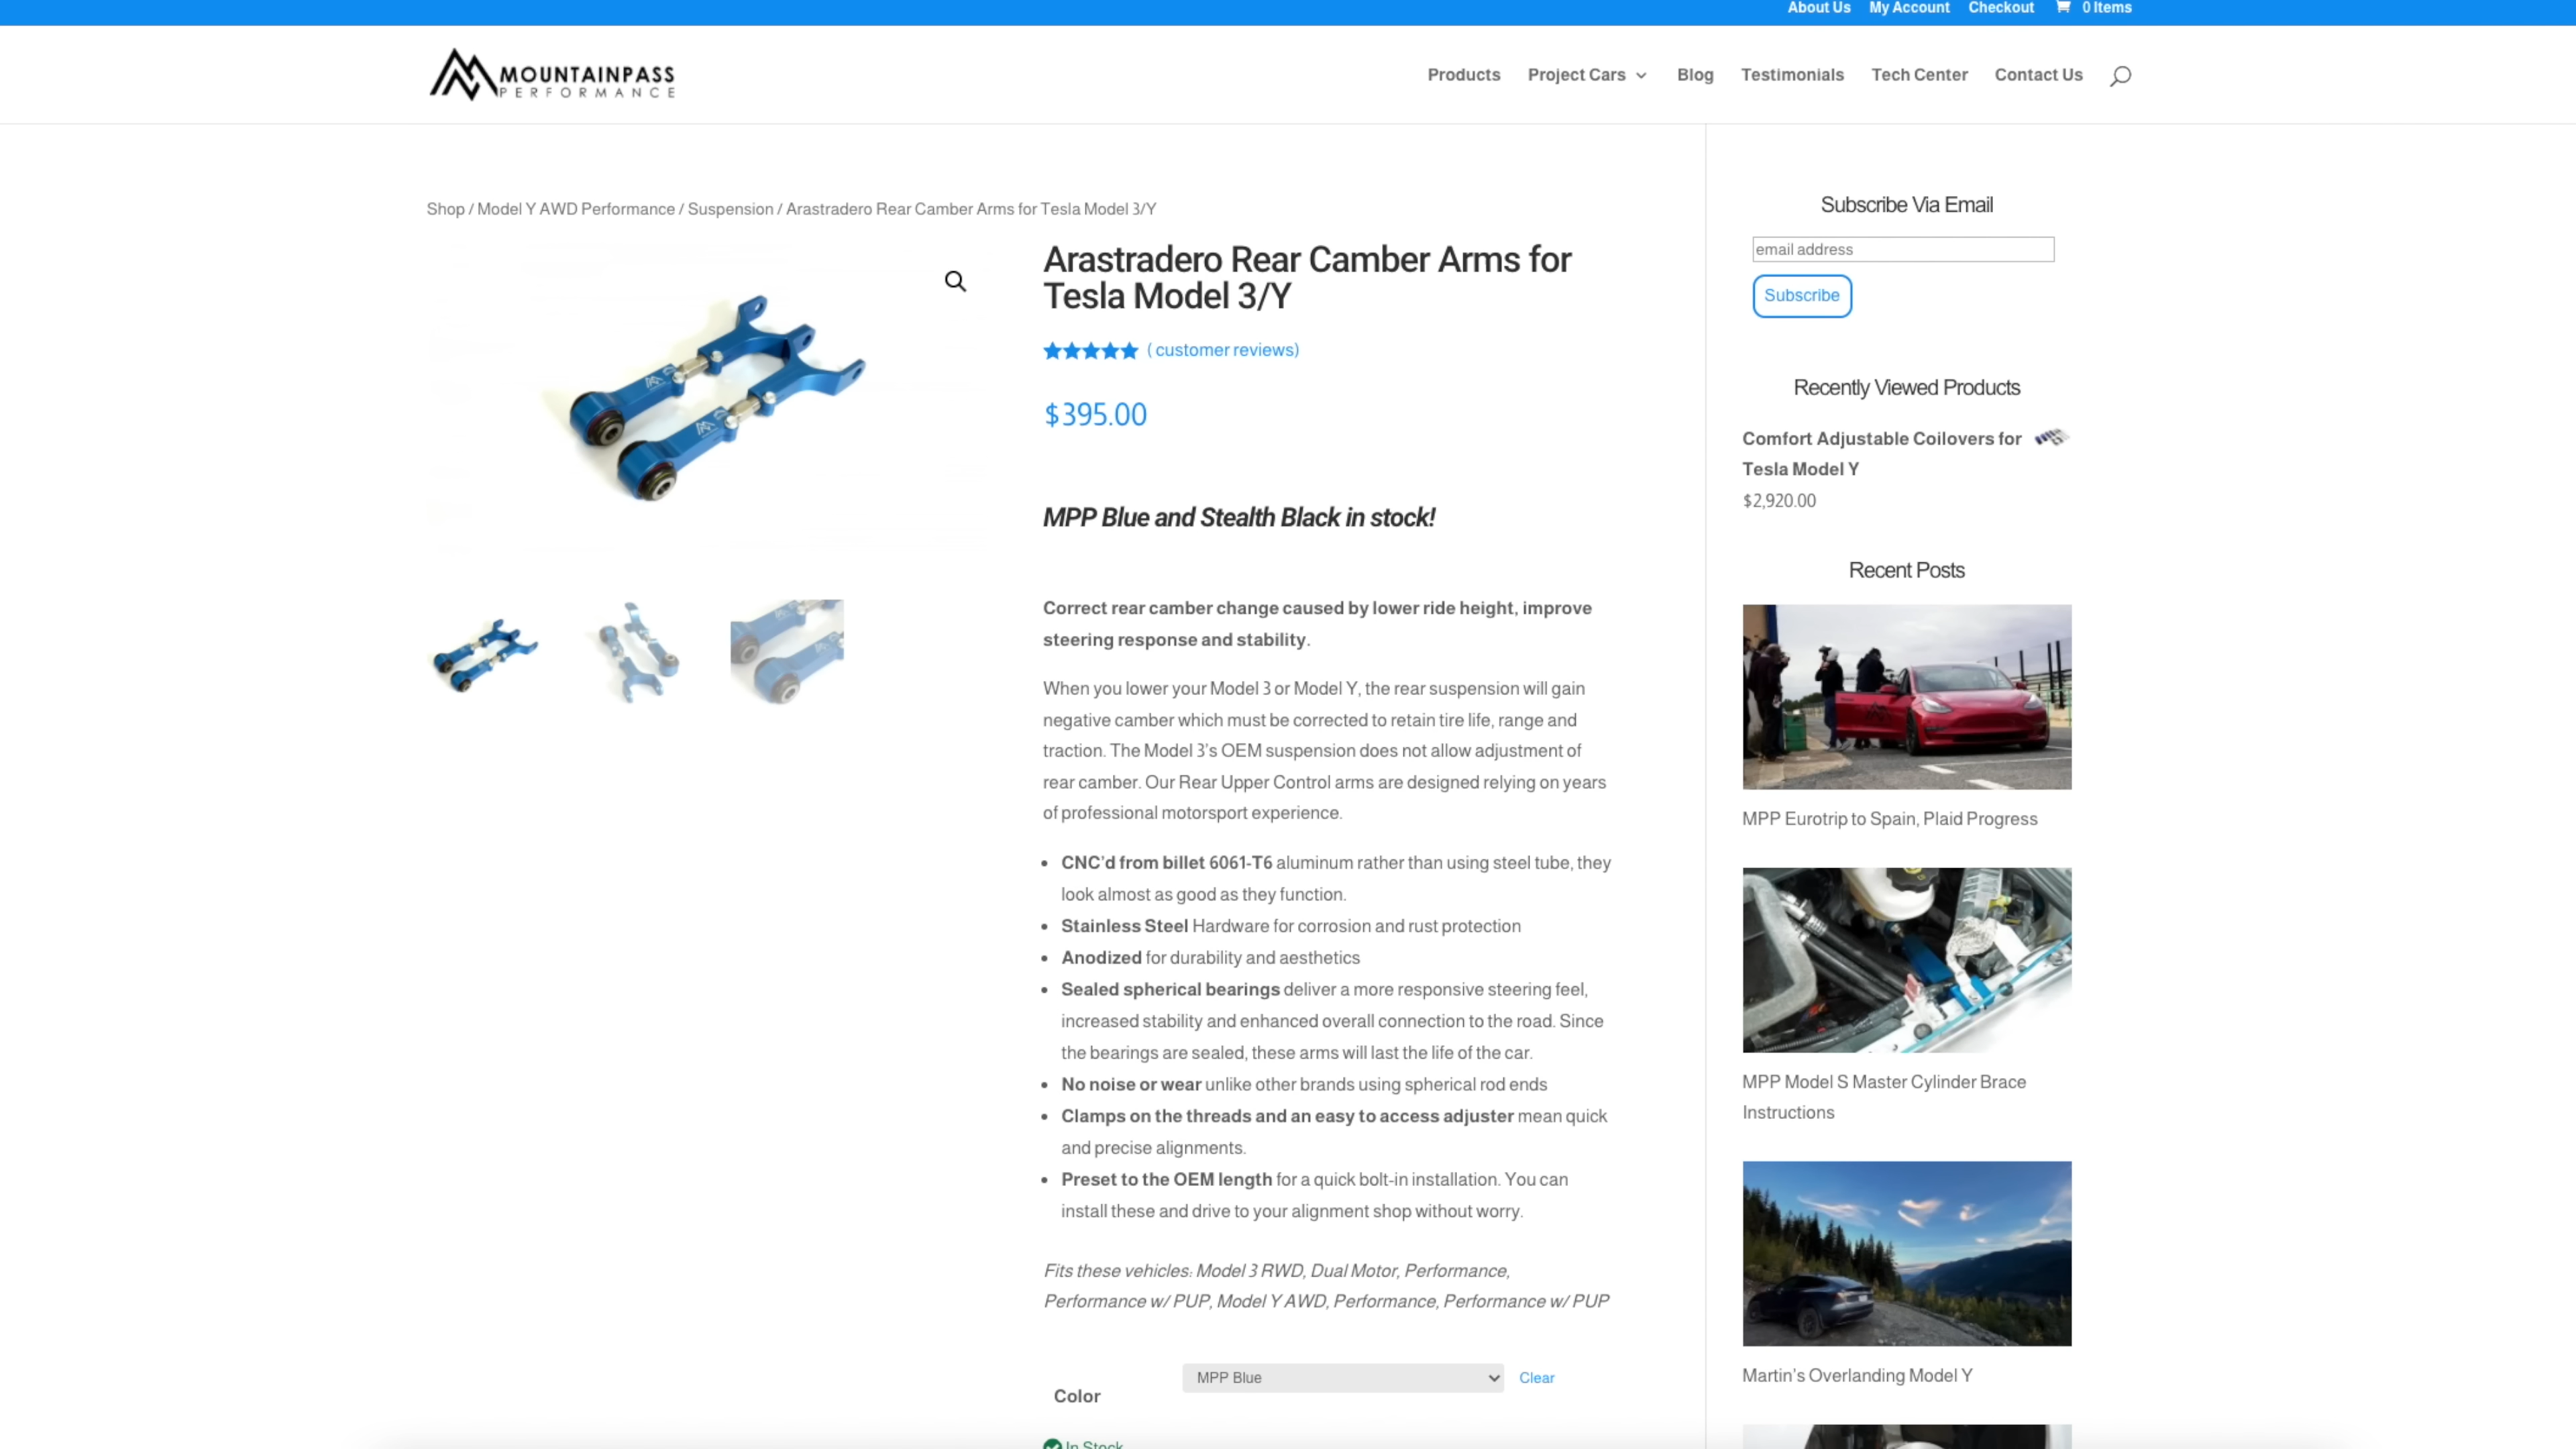 About Us My Account Checkout 0 Items
MOUNTAINPASS
PERFORMANCE
Products Project Cars Blog Testimonials Tech Center Contact Us
Shop / Model Y AWD Performance / Suspension / Arastradero Rear Camber Arms for Tesla Model 3/Y
Arastradero Rear Camber Arms for
Tesla Model 3/Y
( customer reviews)
$395.00
MPP Blue and Stealth Black in stock!
Correct rear camber change caused by lower ride height, improve
steering response and stability.
When you lower your Model 3 or Model Y, the rear suspension will gain
negative camber which must be corrected to retain tire life, range and
traction. The Model 3's OEM suspension does not allow adjustment of
rear camber. Our Rear Upper Control arms are designed relying on years
of professional motorsport experience.
CNC'd from billet 6061-T6 aluminum rather than using steel tube, they
look almost as good as they function.
Stainless Steel Hardware for corrosion and rust protection
Anodized for durability and aesthetics
Sealed spherical bearings deliver a more responsive steering feel,
increased stability and enhanced overall connection to the road. Since
the bearings are sealed, these arms will last the life of the car.
No noise or wear unlike other brands using spherical rod ends
Clamps on the threads and an easy to access adjuster mean quick
and precise alignments.
Preset to the OEM length for a quick bolt-in installation. You can
install these and drive to your alignment shop without worry.
Fits these vehicles: Model 3 RWD, Dual Motor, Performance,
Performance w/ PUP, Model Y AWD, Performance, Performance w/ PUP
Color
MPP Blue
Clear
In Stock
Subscribe Via Email
email address
Subscribe
Recently Viewed Products
Comfort Adjustable Coilovers for
Tesla Model Y
$2,920.00
Recent Posts
MPP Eurotrip to Spain, Plaid Progress
MPP Model S Master Cylinder Brace
Instructions
Martin's Overlanding Model Y